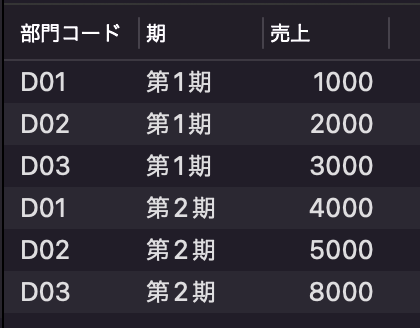 部門コード 期 売上
D01 第1期 1000
D02 第1期 2000
D03 第1期 3000
D01 第２期 4000
D02 第２期 5000
D03 第２期 8000